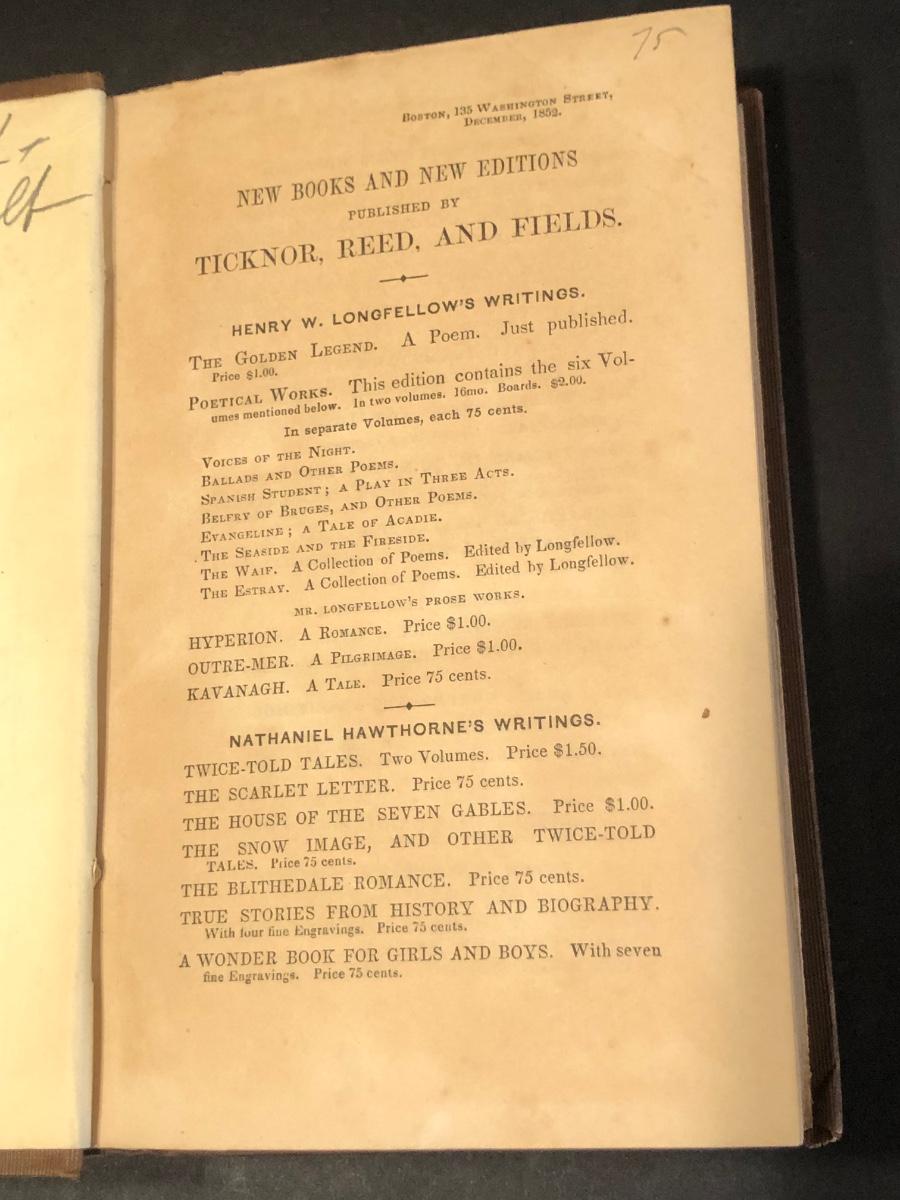 75
Boston, 135 Washington Street,
December, 1852.
NEW BOOKS AND NEW EDITIONS
PUBLISHED BY
TICKNOR, REED, AND FIELDS.
HENRY W. LONGFELLOW'S WRITINGS.
The Golden Legend. A Poem. Just published.
Price $1.00.
Poetical Works. This edition contains the six Vol-
umes mentioned below. In two volumes. 16mo. Boards. $2.00.
In separate Volumes, each 75 cents.
Voices of the Night.
Ballads and Other Poems.
Spanish Student; a Play in Three Acts.
Belfry of Bruges, and Other Poems.
Evangeline; a Tale of Acadie.
The Seaside and the Fireside.
The Waif. A Collection of Poems. Edited by Longfellow.
The Estray. A Collection of Poems. Edited by Longfellow.
MR. LONGFELLOW'S PROSE WORKS.
HYPERION. A Romance. Price $1.00.
OUTRE-MER. A Pilgrimage. Price $1.00.
KAVANAGH. A Tale. Price 75 cents.
NATHANIEL HAWTHORNE'S WRITINGS.
TWICE-TOLD TALES. Two Volumes. Price $1.50.
THE SCARLET LETTER. Price 75 cents.
THE HOUSE OF THE SEVEN GABLES. Price $1.00.
THE SNOW IMAGE, AND OTHER TWICE-TOLD
TALES. Price 75 cents.
THE BLITHEDALE ROMANCE. Price 75 cents.
TRUE STORIES FROM HISTORY AND BIOGRAPHY.
With four fine Engravings. Price 75 cents.
A WONDER BOOK FOR GIRLS AND BOYS. With seven
fine Engravings. Price 75 cents.